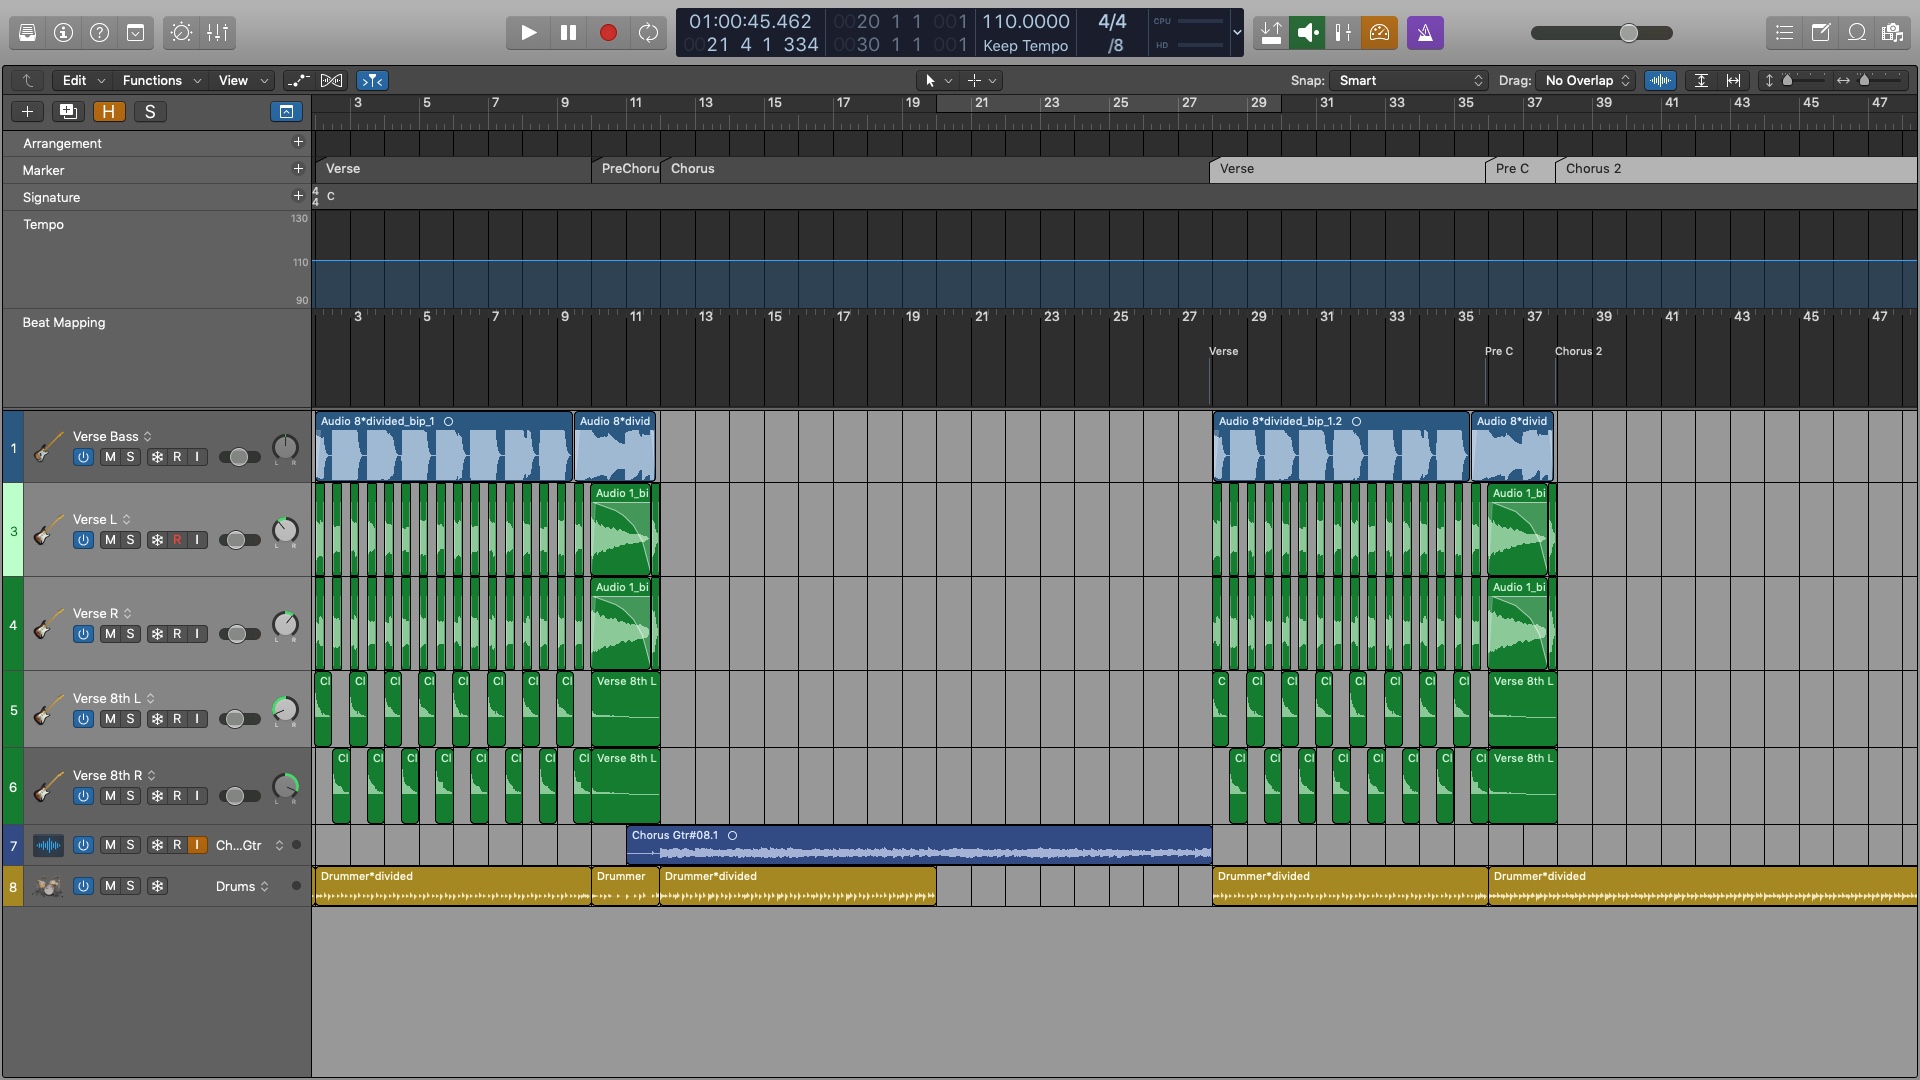 01:00:45.462 0020 1 1 001 110.0000 4/4 CPU
0021 4 1 334 0030 1 1 001 Keep Tempo /8 HD
Edit Functions View Snap: Smart Drag: No Overlap
H S
3 5 7 9 11 13 15 17 19 21 23 25 27 29 31 33 35 37 39 41 43 45 47
Arrangement
Marker Verse PreChoru Chorus Verse Pre C Chorus 2
Signature 4 4 C
Tempo 130
110
90
Beat Mapping 3 5 7 9 11 13 15 17 19 21 23 25 27 29 31 33 35 37 39 41 43 45 47
Verse Pre C Chorus 2
Audio 8*divided_bip_1 Audio 8*divid Audio 8*divided_bip_1.2 Audio 8*divid
1 Verse Bass
M S R I L R
Audio 1_bi Audio 1_bi
3 Verse L
M S R I L R
Audio 1_bi Audio 1_bi
4 Verse R
M S R I L R
Cl Cl Cl Cl Cl Cl Cl Cl Verse 8th L C Cl Cl Cl Cl Cl Cl Cl Verse 8th L
5 Verse 8th L
M S R I L R
Cl Cl Cl Cl Cl Cl Cl Cl Verse 8th L Cl Cl Cl Cl Cl Cl Cl Cl Verse 8th L
6 Verse 8th R
M S R I L R
Chorus Gtr#08.1
7 M S R I Ch...Gtr
Drummer*divided Drummer Drummer*divided Drummer*divided Drummer*divided
8 M S Drums